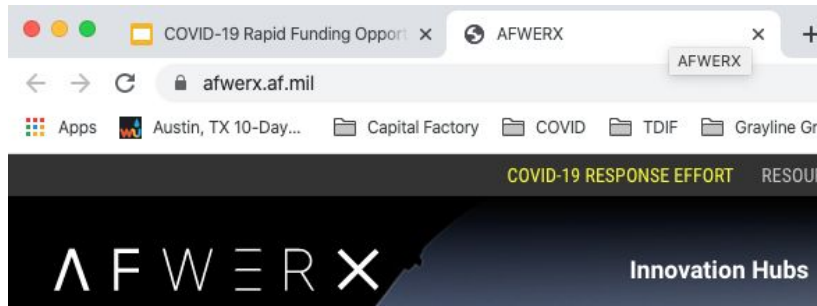 COVID-19 Rapid Funding Opport
AFWERX
AFWERX
afwerx.af.mil
Apps Austin, TX 10-Day... Capital Factory COVID TDIF Grayline Gr
COVID-19 RESPONSE EFFORT RESOU
AFWERX Innovation Hubs